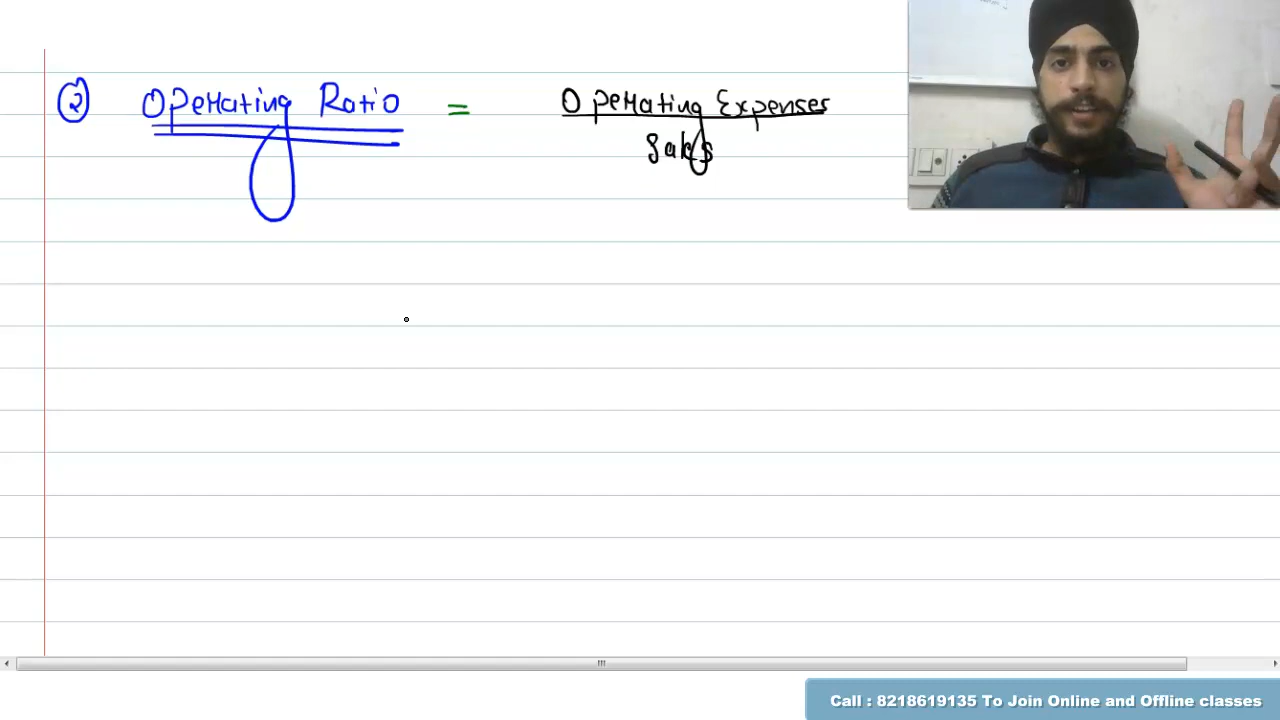 ② Operating Ratio = Operating Expenses
Sales
Call : 8218619135 To Join Online and Offline classes